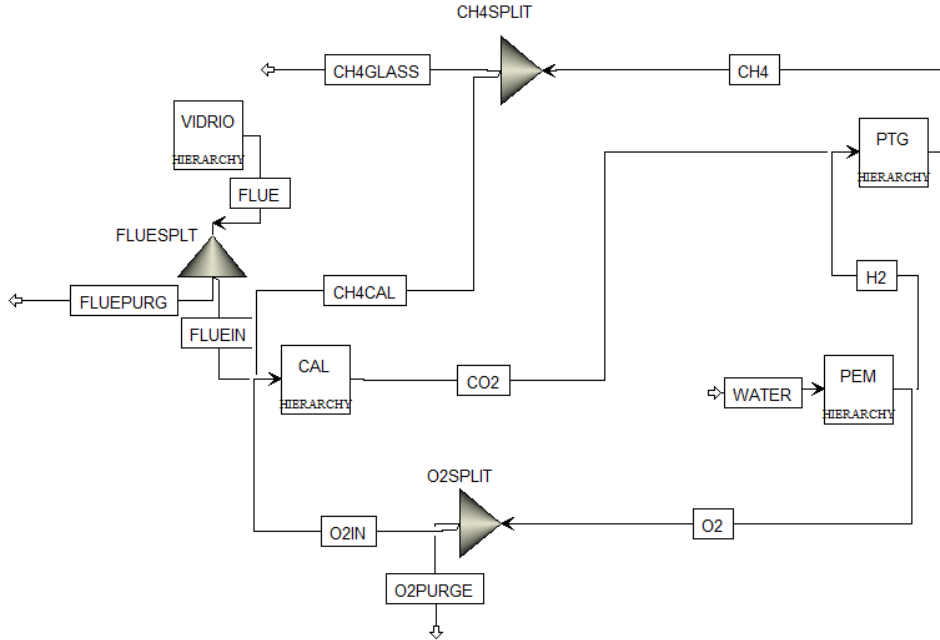 CH4SPLIT
CH4GLASS
CH4
VIDRIO
HIERARCHY
PTG
HIERARCHY
FLUE
FLUESPLT
H2
CH4CAL
FLUEPURG
FLUEIN
CAL
HIERARCHY
CO2
WATER
PEM
HIERARCHY
O2SPLIT
O2IN
O2
O2PURGE